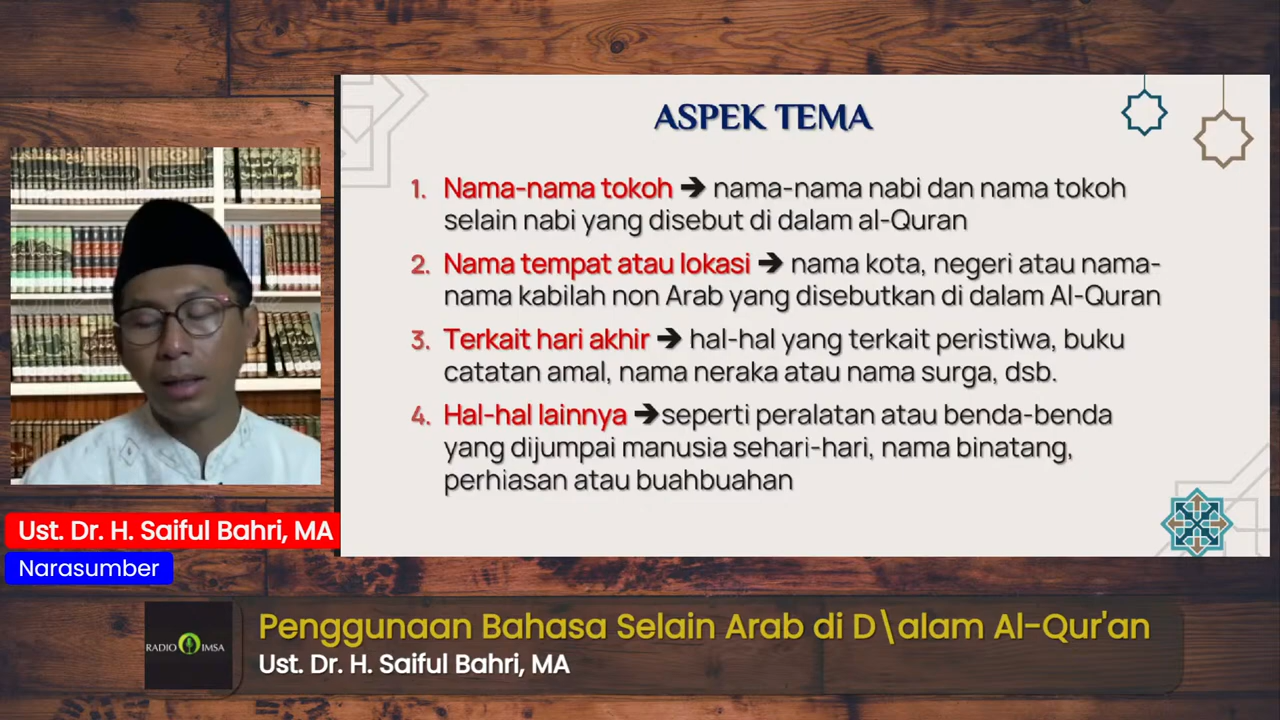 ASPEK TEMA
1. Nama-nama tokoh ➔ nama-nama nabi dan nama tokoh
selain nabi yang disebut di dalam al-Quran
2. Nama tempat atau lokasi ➔ nama kota, negeri atau nama-
nama kabilah non Arab yang disebutkan di dalam Al-Quran
3. Terkait hari akhir ➔ hal-hal yang terkait peristiwa, buku
catatan amal, nama neraka atau nama surga, dsb.
4. Hal-hal lainnya ➔seperti peralatan atau benda-benda
yang dijumpai manusia sehari-hari, nama binatang,
perhiasan atau buahbuahan
Ust. Dr. H. Saiful Bahri, MA
Narasumber
RADIO IMSA
Penggunaan Bahasa Selain Arab di D\alam Al-Qur'an
Ust. Dr. H. Saiful Bahri, MA